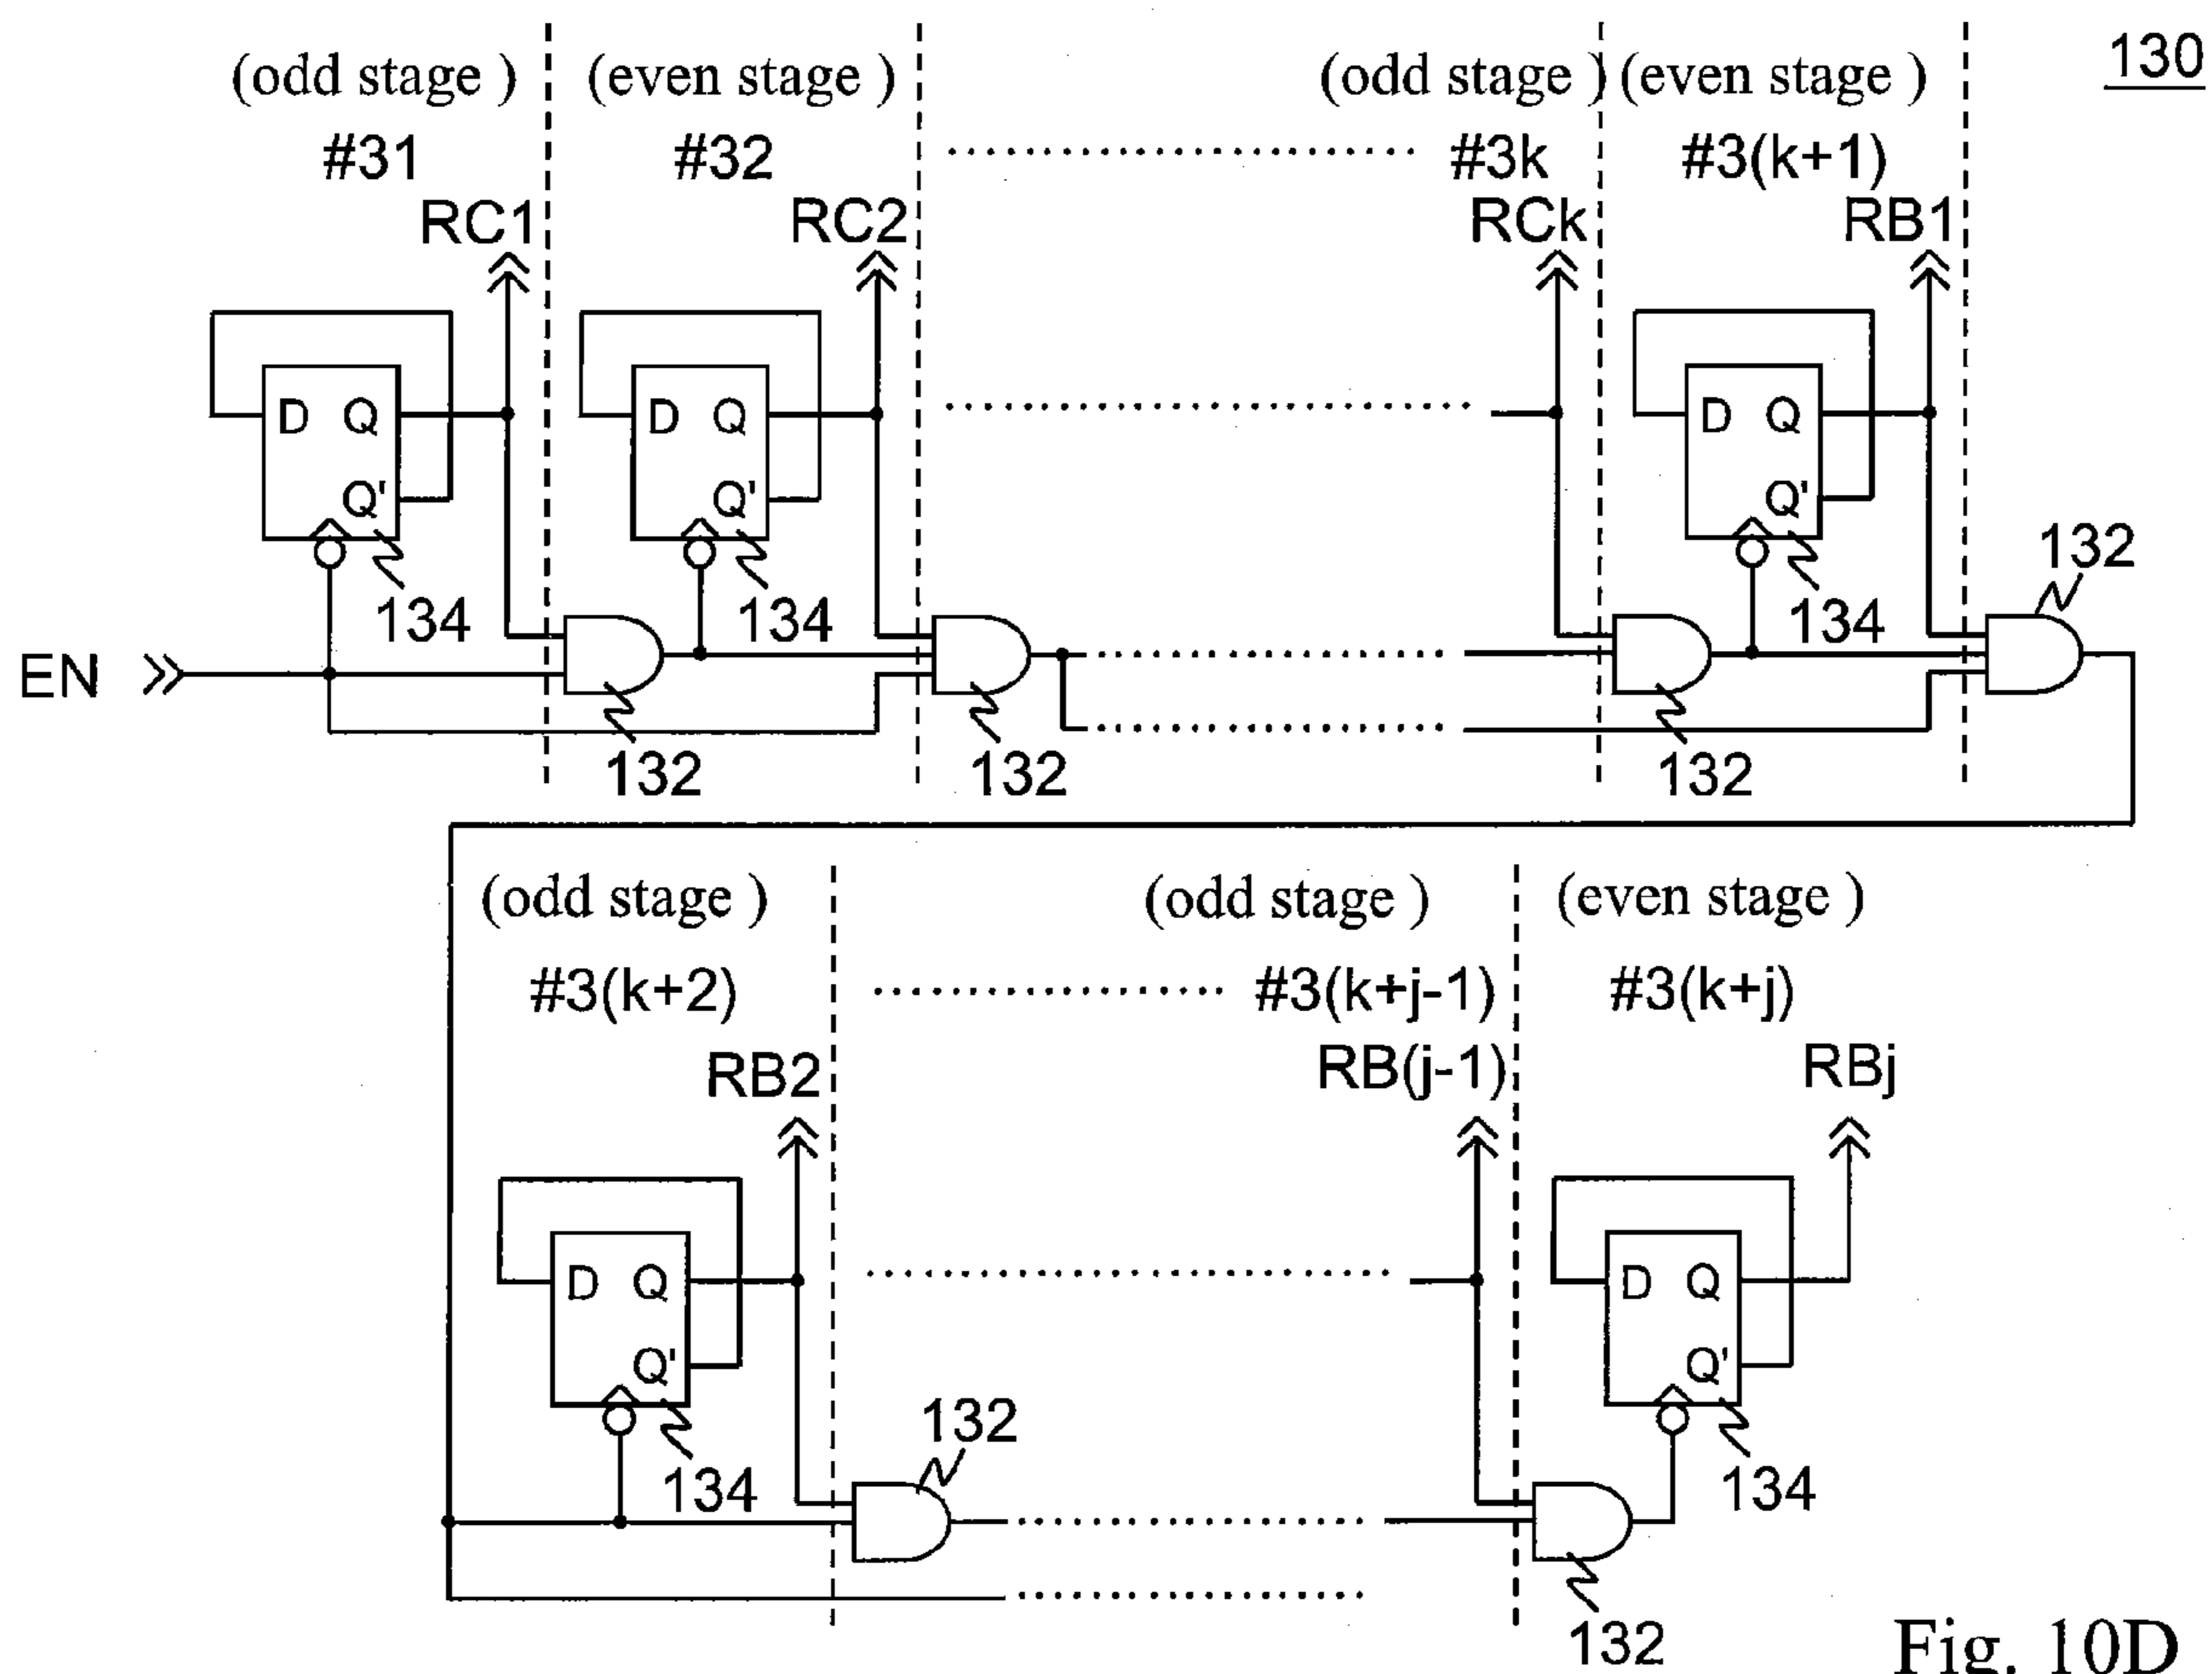 130
(odd stage ) (even stage ) (odd stage ) (even stage )
#31 #32 #3k #3(k+1)
RC1 RC2 RCk RB1
D Q D Q D Q
Q' Q' Q'
132
134 134 134
EN
132 132 132
(odd stage ) (odd stage ) (even stage )
#3(k+2) #3(k+j-1) #3(k+j)
RB2 RB(j-1) RBj
D Q D Q
Q' Q'
132
134 134
132
Fig. 10D